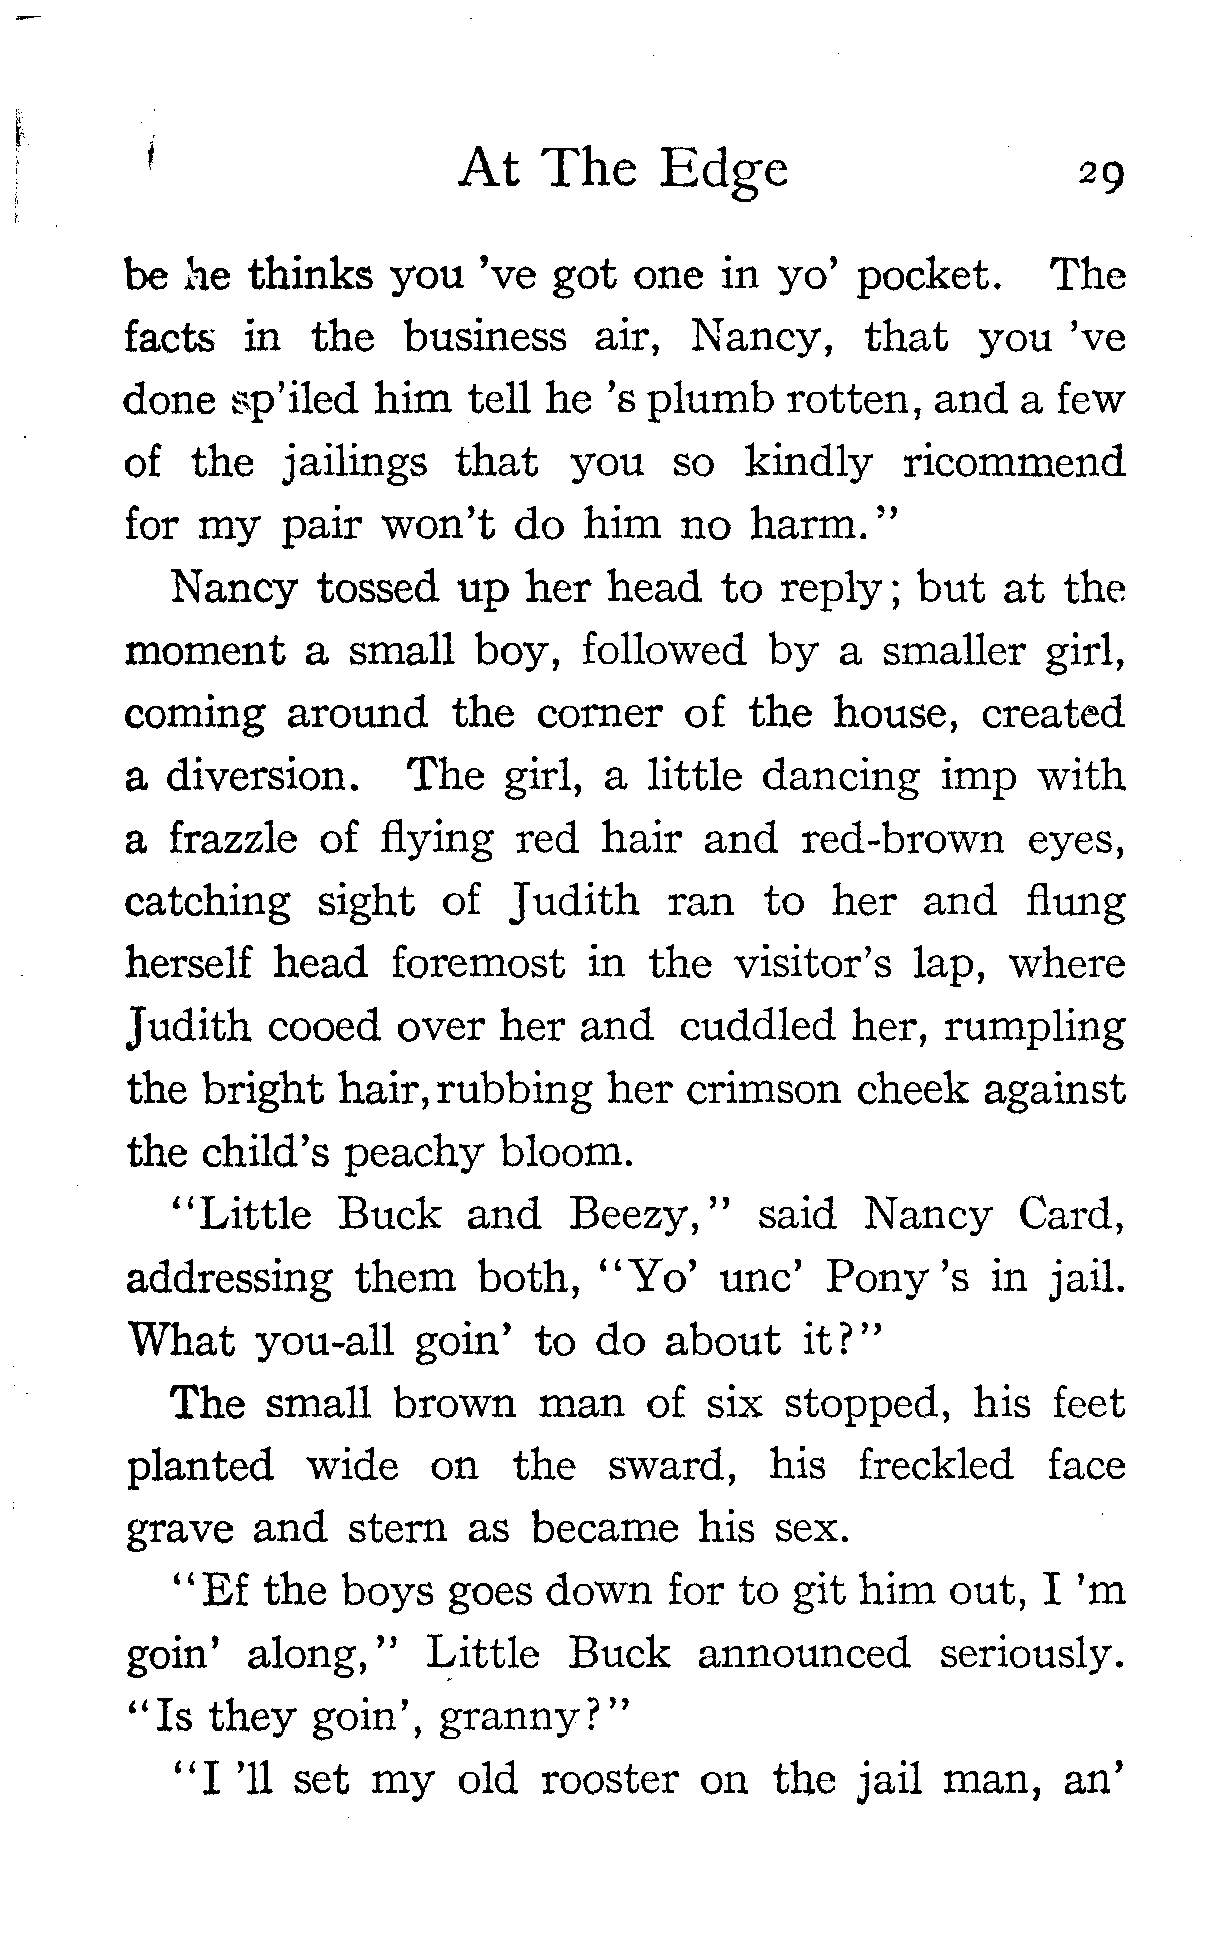 At The Edge 29
be he thinks you 've got one in yo' pocket. The
facts in the business air, Nancy, that you 've
done sp'iled him tell he 's plumb rotten, and a few
of the jailings that you so kindly ricommend
for my pair won't do him no harm."
Nancy tossed up her head to reply; but at the
moment a small boy, followed by a smaller girl,
coming around the corner of the house, created
a diversion. The girl, a little dancing imp with
a frazzle of flying red hair and red-brown eyes,
catching sight of Judith ran to her and flung
herself head foremost in the visitor's lap, where
Judith cooed over her and cuddled her, rumpling
the bright hair, rubbing her crimson cheek against
the child's peachy bloom.
"Little Buck and Beezy," said Nancy Card,
addressing them both, "Yo' unc' Pony 's in jail.
What you-all goin' to do about it?"
The small brown man of six stopped, his feet
planted wide on the sward, his freckled face
grave and stern as became his sex.
"Ef the boys goes down for to git him out, I 'm
goin' along," Little Buck announced seriously.
"Is they goin', granny?"
"I 'll set my old rooster on the jail man, an'